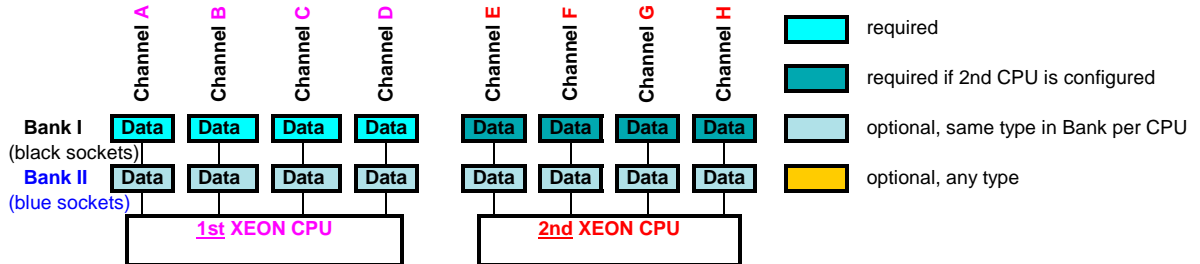 Channel A
Channel B
Channel C
Channel D
Channel E
Channel F
Channel G
Channel H
required
required if 2nd CPU is configured
optional, same type in Bank per CPU
optional, any type
Bank I
(black sockets)
Data Data Data Data Data Data Data Data
Bank II
(blue sockets)
Data Data Data Data Data Data Data Data
1st XEON CPU
2nd XEON CPU